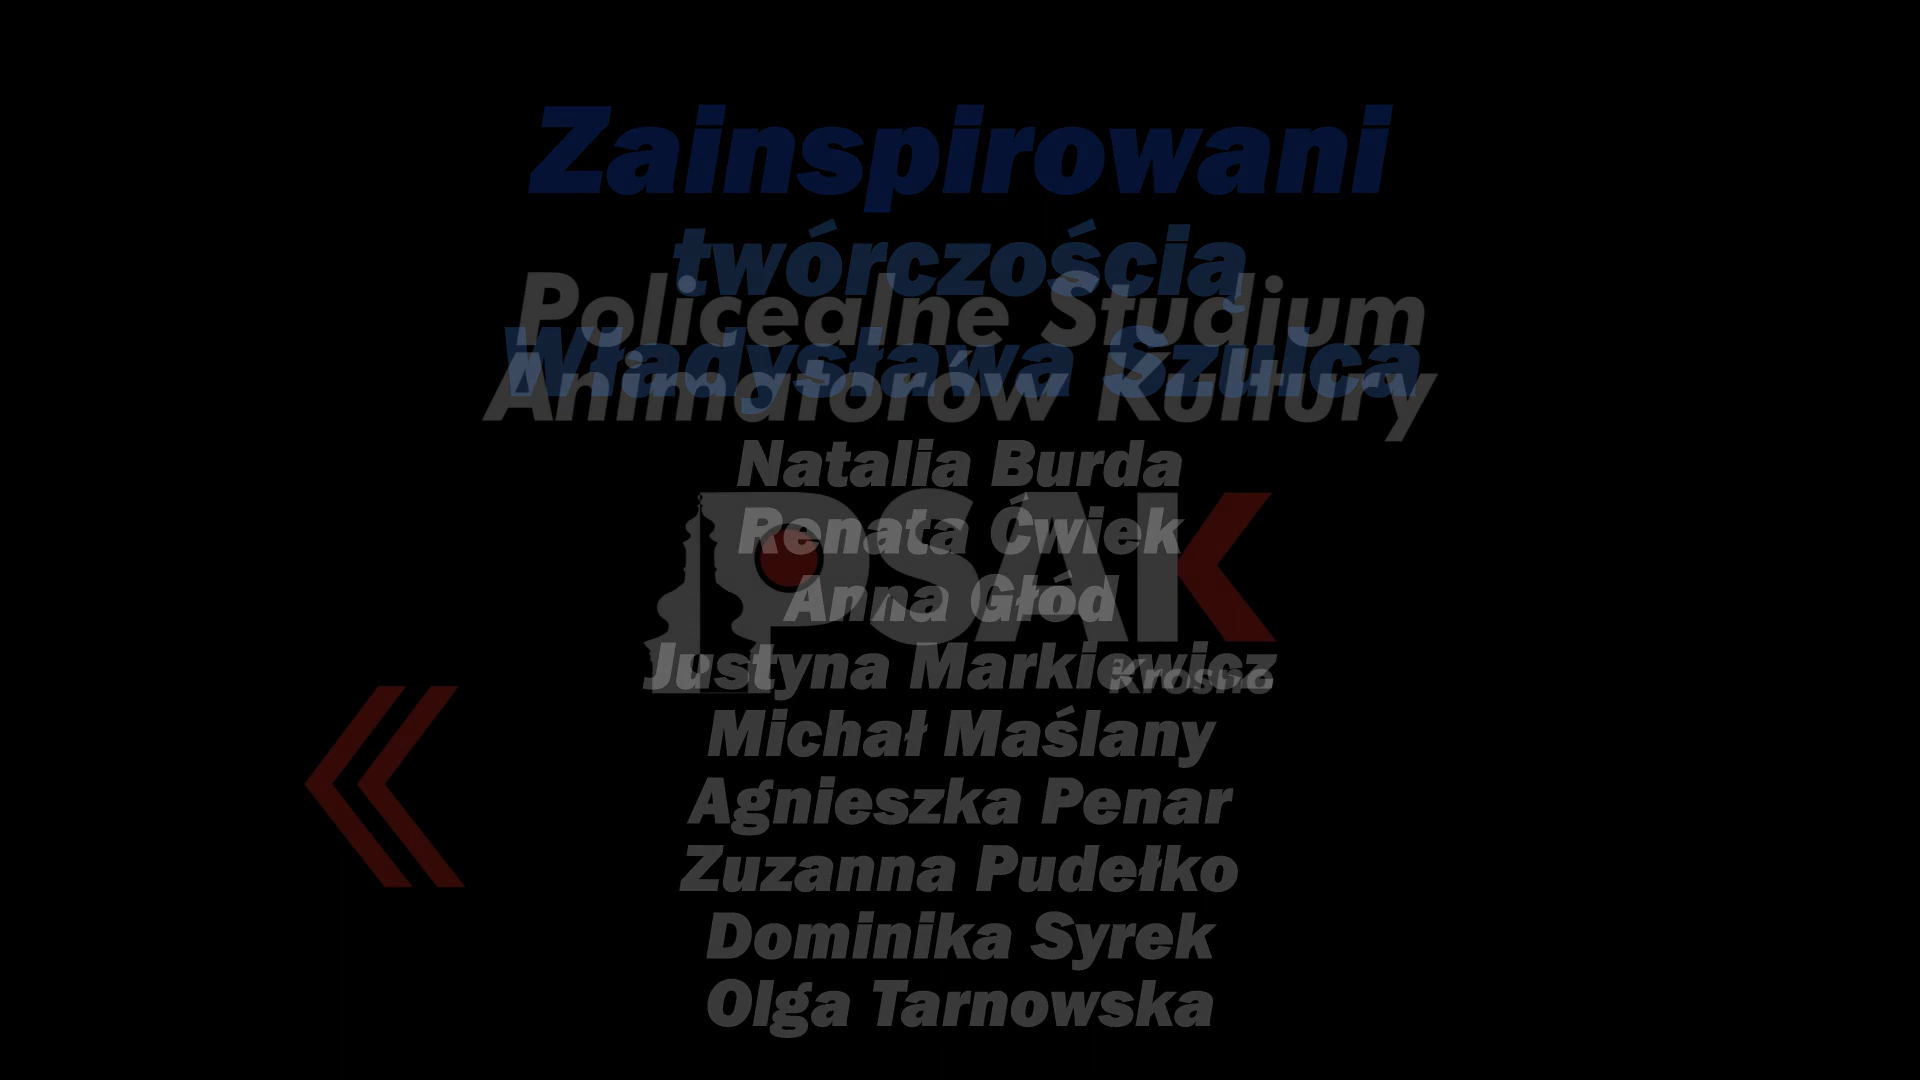 Zainspirowani
twórczością
Policealne Studium
Władysława Szulca
Animatorów Kultury
Natalia Burda
PSAK
Renata Ćwiek
Anna Głód
Justyna Markiewicz
Krosno
Michał Maślany
Agnieszka Penar
Zuzanna Pudełko
Dominika Syrek
Olga Tarnowska